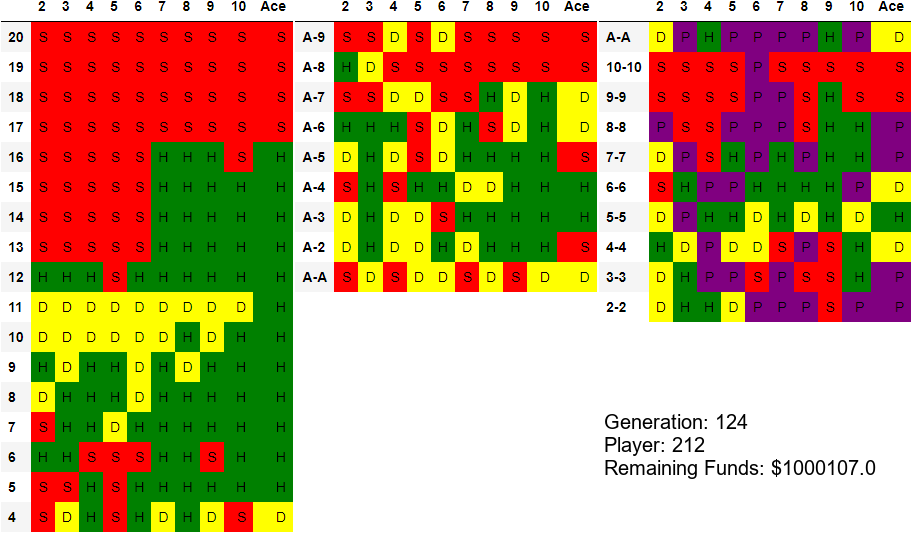 2 3 4 5 6 7 8 9 10 Ace
20 S S S S S S S S S S
19 S S S S S S S S S S
18 S S S S S S S S S S
17 S S S S S S S S S S
16 S S S S S H H H S H
15 S S S S S H H H H H
14 S S S S S H H H H H
13 S S S S S H H H H H
12 H H H S H H H H H H
11 D D D D D D D D D H
10 D D D D D D H D H H
9 H D H H D H D H H H
8 D H H H D H H H H H
7 S H H D H H H H H H
6 H H S S S H H S H H
5 S S H S H H H H H H
4 S D H S H D H D S D
2 3 4 5 6 7 8 9 10 Ace
A-9 S S D S D S S S S S
A-8 H D S S S S S S S S
A-7 S S D D S S H D H D
A-6 H H H S D H S D H D
A-5 D H D S D H H H H S
A-4 S H S H H D D H H H
A-3 D H D D S H H H H H
A-2 D H D D H D H H H S
A-A S D S D D S D S D D
2 3 4 5 6 7 8 9 10 Ace
A-A D P H P P P P H P D
10-10 S S S S P S S S S S
9-9 S S S S P P S H S S
8-8 P S S P P P S H H P
7-7 D P S H P H P H H P
6-6 S H P P H H H H P D
5-5 D P H H D H D H D H
4-4 H D P D D S P S H D
3-3 D H P P S P S S H P
2-2 D H H D P P P S P P
Generation: 124
Player: 212
Remaining Funds: $1000107.0